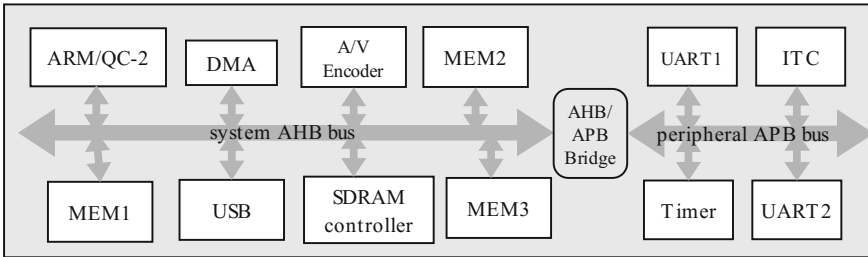 ARM/QC-2
DMA
A/V
Encoder
MEM2
UART1
ITC
system AHB bus
AHB/
APB
Bridge
peripheral APB bus
MEM1
USB
SDRAM
controller
MEM3
Timer
UART2